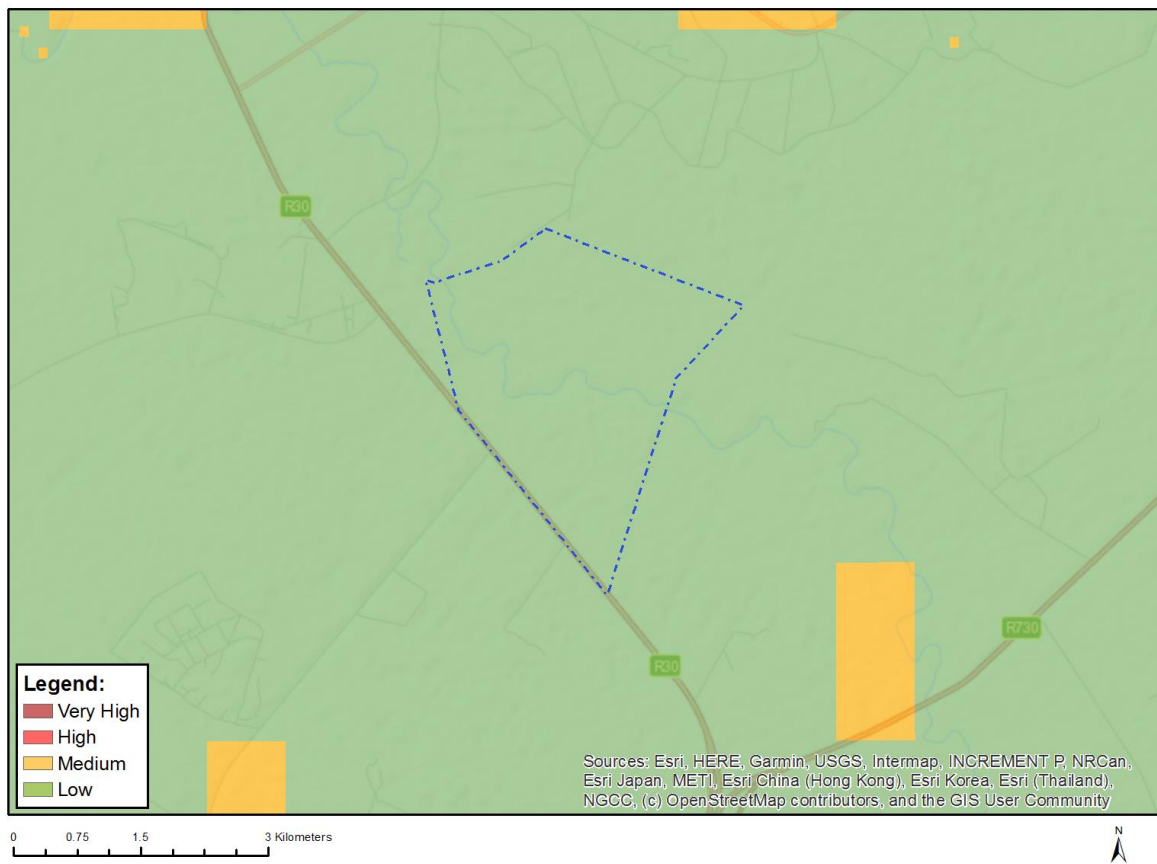 R30
R730
R30
Legend:
Very High
High
Medium
Low
Sources: Esri, HERE, Garmin, USGS, Intermap, INCREMENT P, NRCan,
Esri Japan, METI, Esri China (Hong Kong), Esri Korea, Esri (Thailand),
NGCC, (c) OpenStreetMap contributors, and the GIS User Community
0 0.75 1.5 3 Kilometers
N